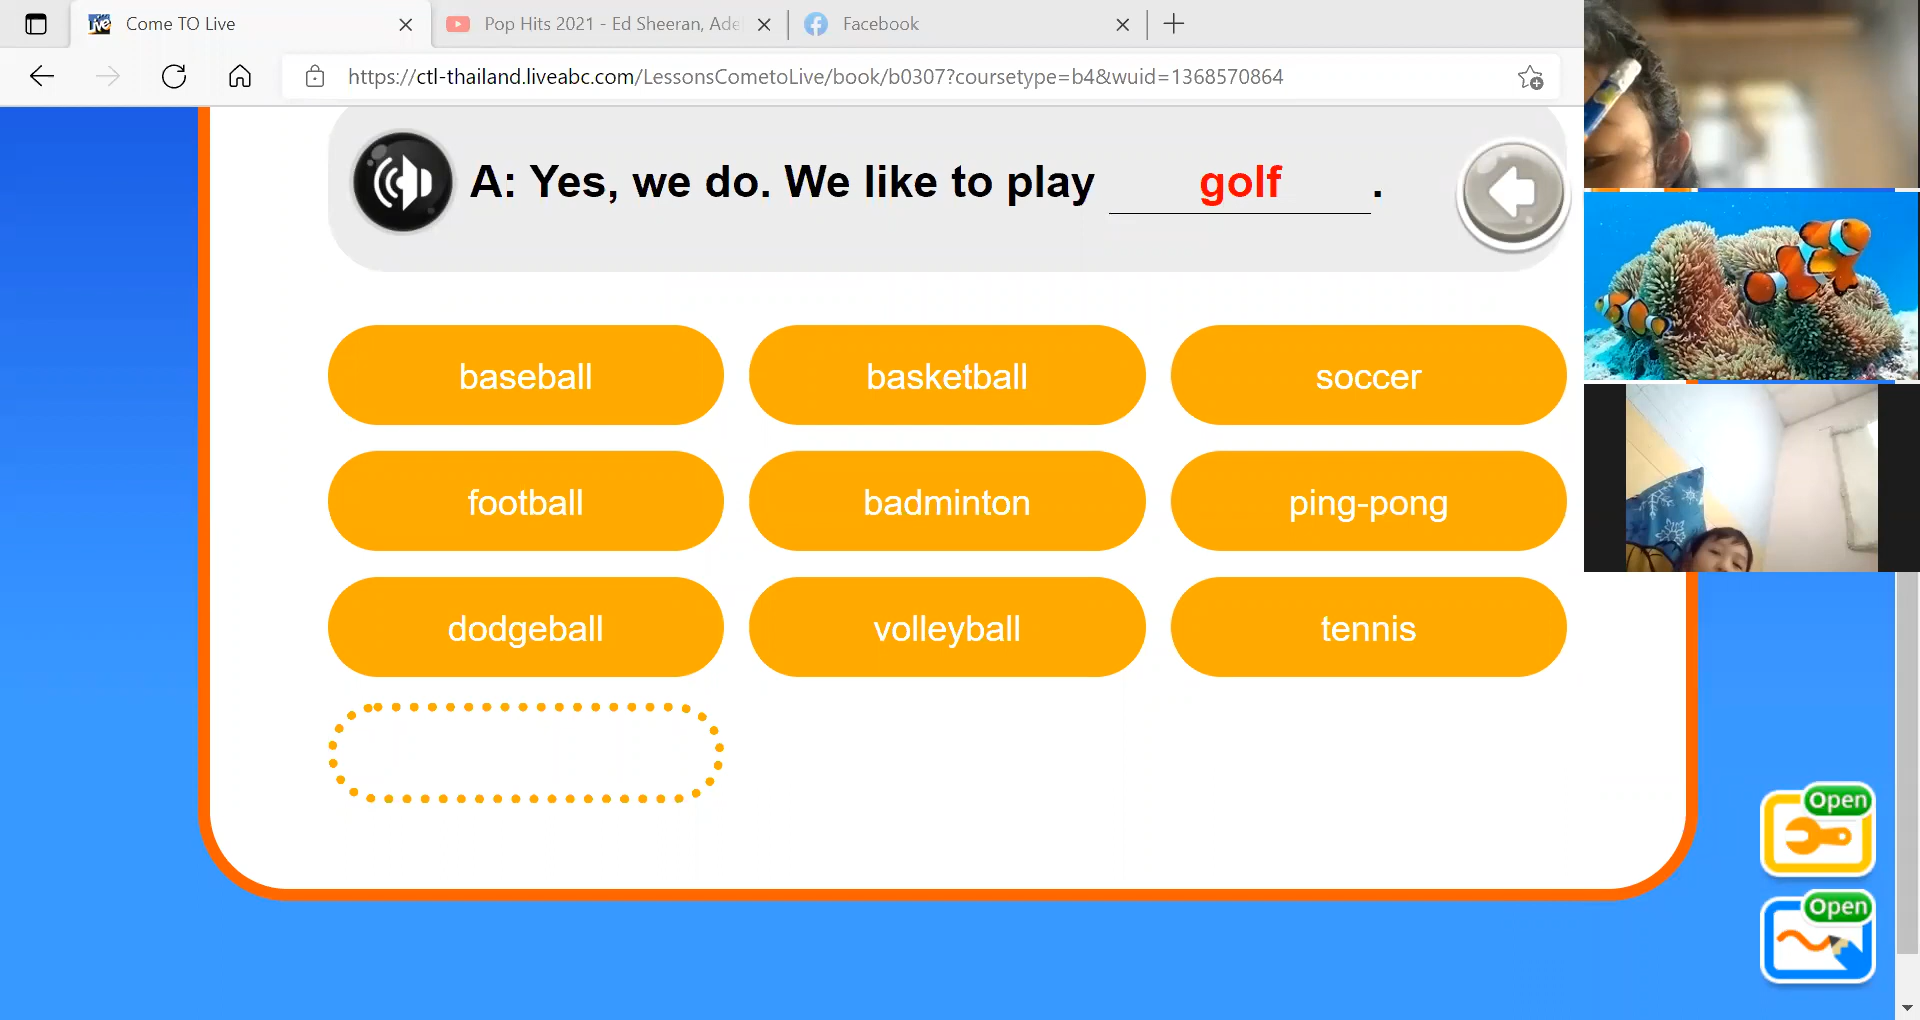 Come TO Live
Pop Hits 2021 - Ed Sheeran, Ade
Facebook
https://ctl-thailand.liveabc.com/LessonsCometoLive/book/b0307?coursetype=b4&wuid=1368570864
A: Yes, we do. We like to play golf.
baseball basketball soccer
football badminton ping-pong
dodgeball volleyball tennis
Open
Open